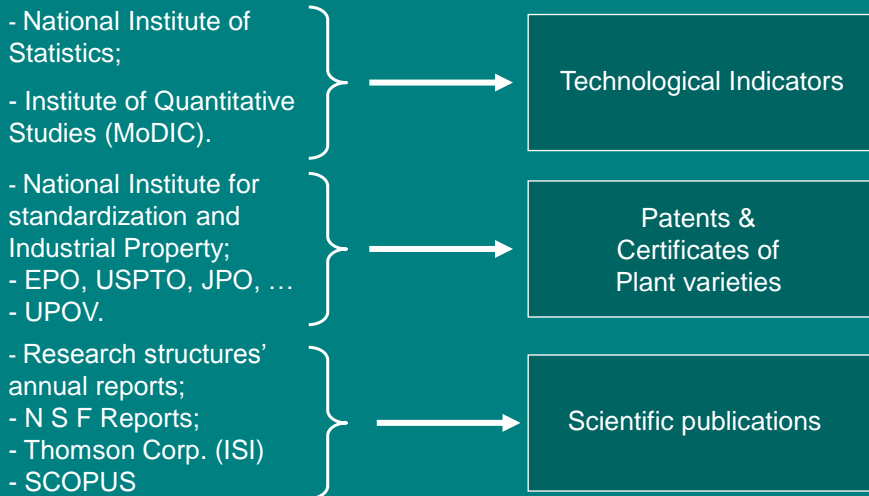 - National Institute of
Statistics;
- Institute of Quantitative
Studies (MoDIC).
Technological Indicators
- National Institute for
standardization and
Industrial Property;
- EPO, USPTO, JPO, …
- UPOV.
Patents &
Certificates of
Plant varieties
- Research structures’
annual reports;
- N S F Reports;
- Thomson Corp. (ISI)
- SCOPUS
Scientific publications